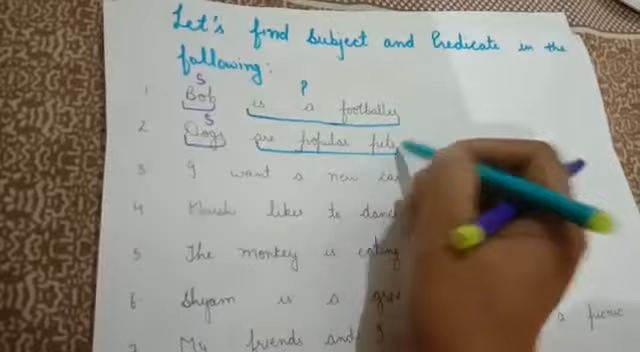 Let's find Subject and Predicate in the
following:
S P
1 Bob is a footballer
S
2 Dogs are popular pets
3 I want a new
4 likes to
5 The monkey is eating
6 Shyam is a
7 My friends and I a picnic